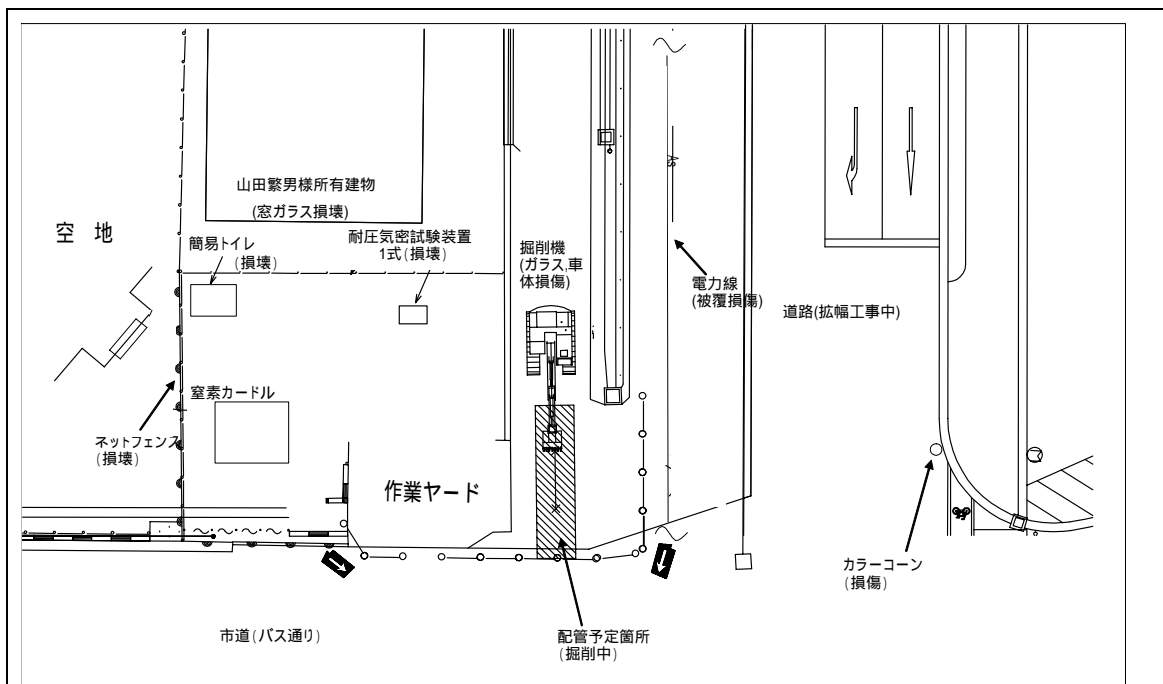 山田繁男様所有建物
(窓ガラス損壊)
空 地
簡易トイレ
(損壊)
耐圧気密試験装置
1式(損壊)
掘削機
(ガラス,車
体損傷)
As
電力線
(被覆損傷)
道路(拡幅工事中)
窒素カードル
ネットフェンス
(損壊)
作業ヤード
カラーコーン
(損傷)
市道(バス通り)
配管予定箇所
(掘削中)